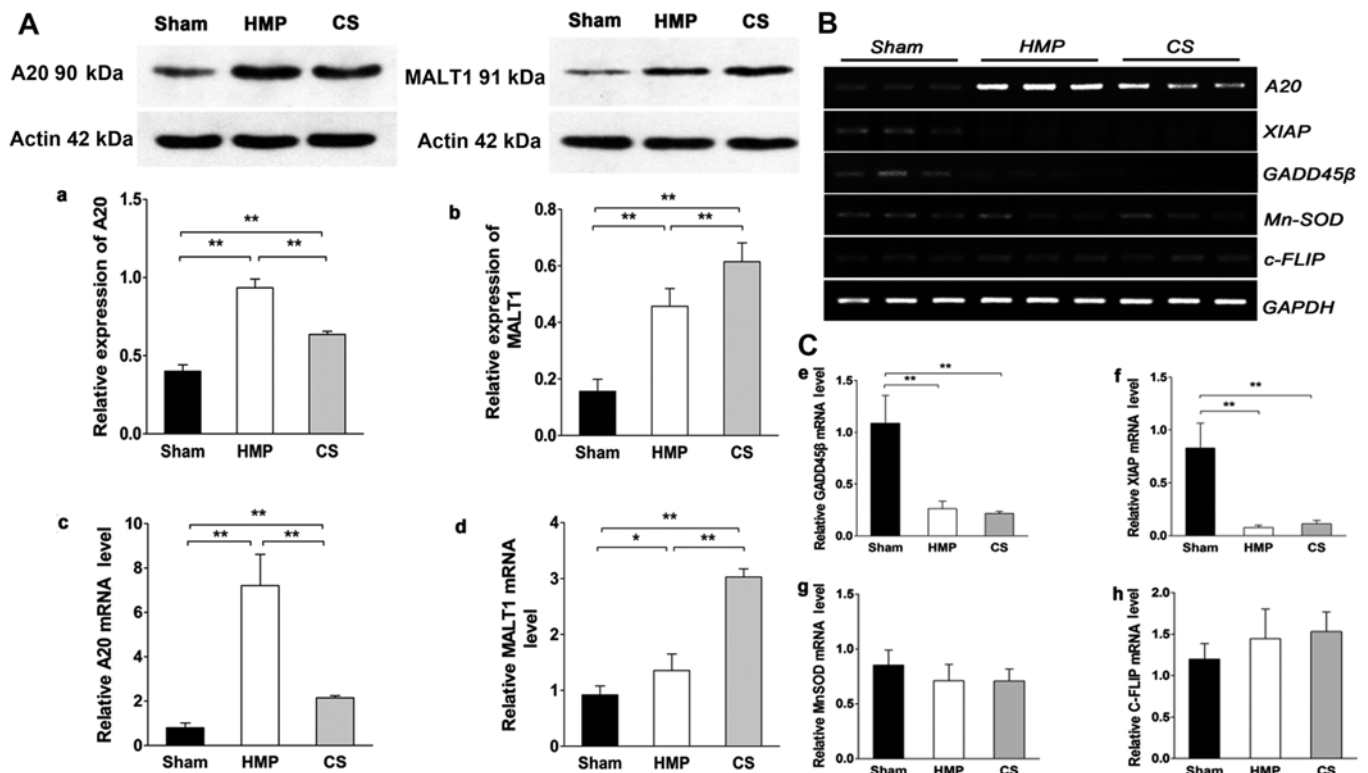 A
Sham HMP CS
A20 90 kDa
Actin 42 kDa
Sham HMP CS
MALT1 91 kDa
Actin 42 kDa
a
Relative expression of A20
1.5
1.0
0.5
0.0
**
** **
Sham HMP CS
b
Relative expression of
MALT1
0.8
0.6
0.4
0.2
0.0
**
** **
Sham HMP CS
c
Relative A20 mRNA level
10
8
6
4
2
0
**
** **
Sham HMP CS
d
Relative MALT1 mRNA
level
4
3
2
1
0
**
* **
Sham HMP CS
B
Sham HMP CS
A20
XIAP
GADD45β
Mn-SOD
c-FLIP
GAPDH
C
e
Relative GADD45β mRNA level
1.5
1.0
0.5
0.0
**
**
Sham HMP CS
f
Relative XIAP mRNA level
1.5
1.0
0.5
0.0
**
**
Sham HMP CS
g
Relative MnSOD mRNA level
1.5
1.0
0.5
0.0
Sham HMP CS
h
Relative C-FLIP mRNA level
2.0
1.5
1.0
0.5
0.0
Sham HMP CS